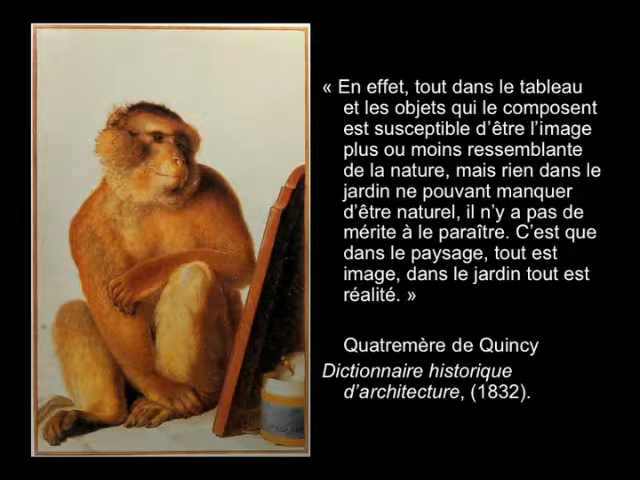 « En effet, tout dans le tableau
et les objets qui le composent
est susceptible d'être l'image
plus ou moins ressemblante
de la nature, mais rien dans le
jardin ne pouvant manquer
d'être naturel, il n'y a pas de
mérite à le paraître. C'est que
dans le paysage, tout est
image, dans le jardin tout est
réalité. »
Quatremère de Quincy
Dictionnaire historique
d'architecture, (1832).